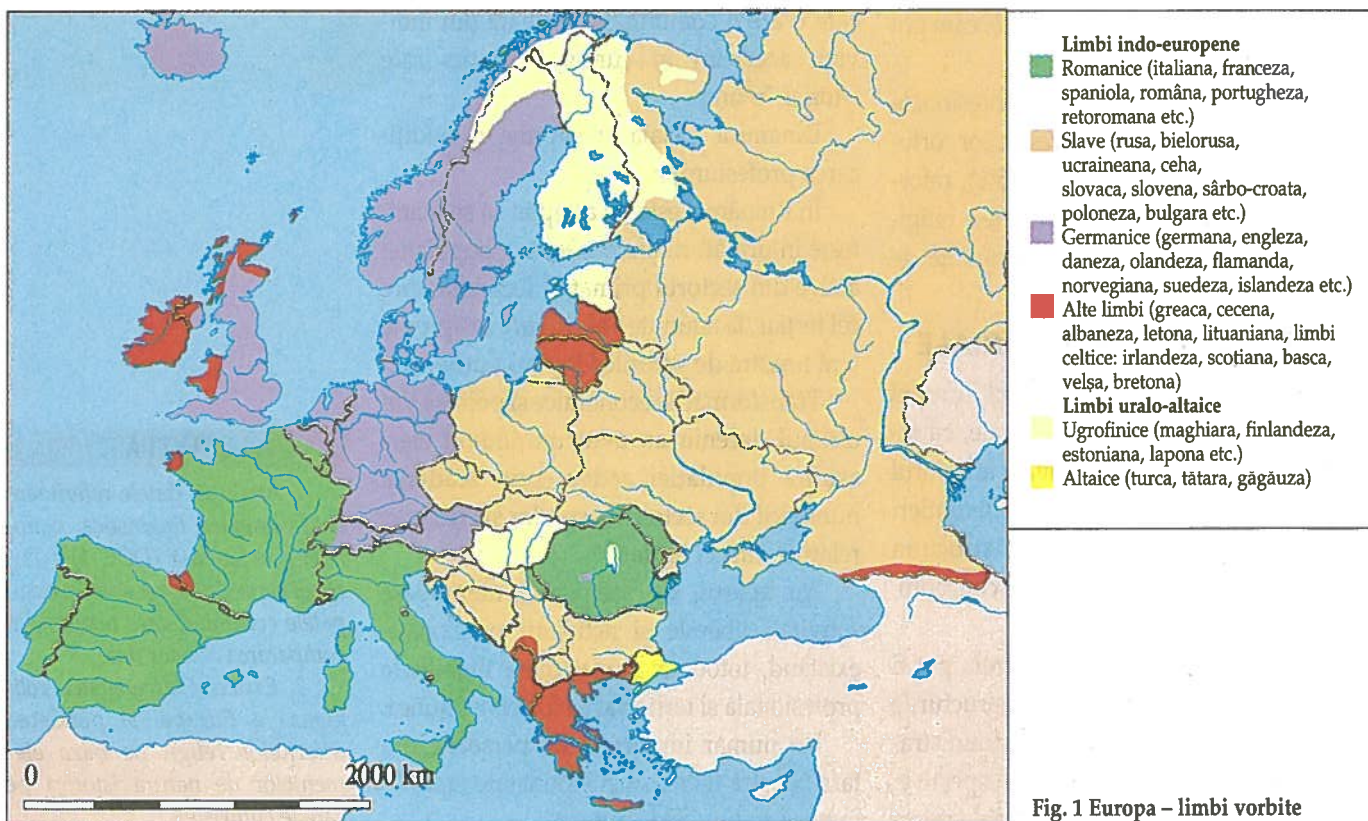 Limbi indo-europene
Romanice (italiana, franceza,
spaniola, româna, portugheza,
retoromana etc.)
Slave (rusa, bielorusa,
ucraineana, ceha,
slovaca, slovena, sârbo-croata,
poloneza, bulgara etc.)
Germanice (germana, engleza,
daneza, olandeza, flamanda,
norvegiana, suedeza, islandeza etc.)
Alte limbi (greaca, cecena,
albaneza, letona, lituaniana, limbi
celtice: irlandeza, scoțiana, basca,
velșa, bretona)
Limbi uralo-altaice
Ugrofinice (maghiara, finlandeza,
estoniana, lapona etc.)
Altaice (turca, tătara, găgăuza)
0 2000 km
Fig. 1 Europa – limbi vorbite